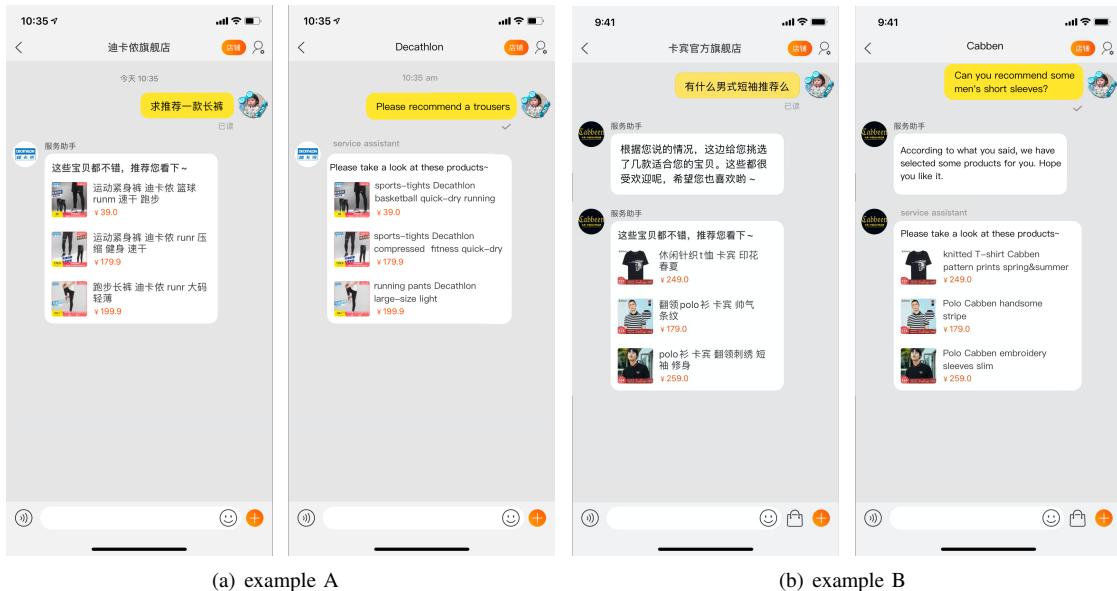 10:35
迪卡侬旗舰店
店铺
今天 10:35
求推荐一款长裤
已读
服务助手
这些宝贝都不错，推荐您看下～
运动紧身裤 迪卡侬 篮球
runm 速干 跑步
¥ 39.0
运动紧身裤 迪卡侬 runr 压
缩 健身 速干
¥ 179.9
跑步长裤 迪卡侬 runr 大码
轻薄
¥ 199.9
10:35
Decathlon
店铺
10:35 am
Please recommend a trousers
service assistant
Please take a look at these products~
sports-tights Decathlon
basketball quick-dry running
¥ 39.0
sports-tights Decathlon
compressed fitness quick-dry
¥ 179.9
running pants Decathlon
large-size light
¥ 199.9
(a) example A
9:41
卡宾官方旗舰店
店铺
有什么男式短袖推荐么
已读
服务助手
Cabbeen
根据您说的情况，这边给您挑选
了几款适合您的宝贝。这些都很
受欢迎呢，希望您也喜欢哟～
服务助手
Cabbeen
这些宝贝都不错，推荐您看下～
休闲针织t恤 卡宾 印花
春夏
¥ 249.0
翻领polo衫 卡宾 帅气
条纹
¥ 179.0
polo衫 卡宾 翻领刺绣 短
袖 修身
¥ 259.0
9:41
Cabben
店铺
Can you recommend some
men's short sleeves?
服务助手
Cabbeen
According to what you said, we have
selected some products for you. Hope
you like it.
service assistant
Cabbeen
Please take a look at these products~
knitted T-shirt Cabben
pattern prints spring&summer
¥ 249.0
Polo Cabben handsome
stripe
¥ 179.0
Polo Cabben embroidery
sleeves slim
¥ 259.0
(b) example B